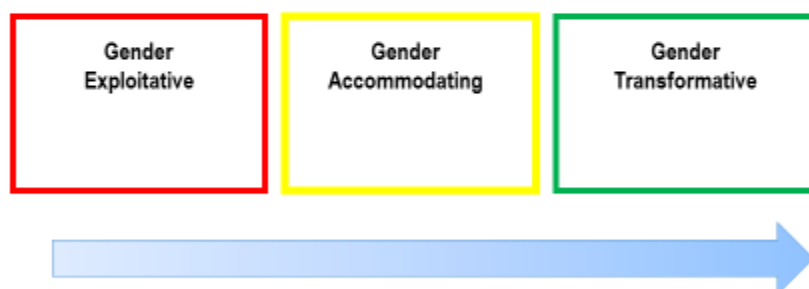 Gender
Exploitative
Gender
Accommodating
Gender
Transformative